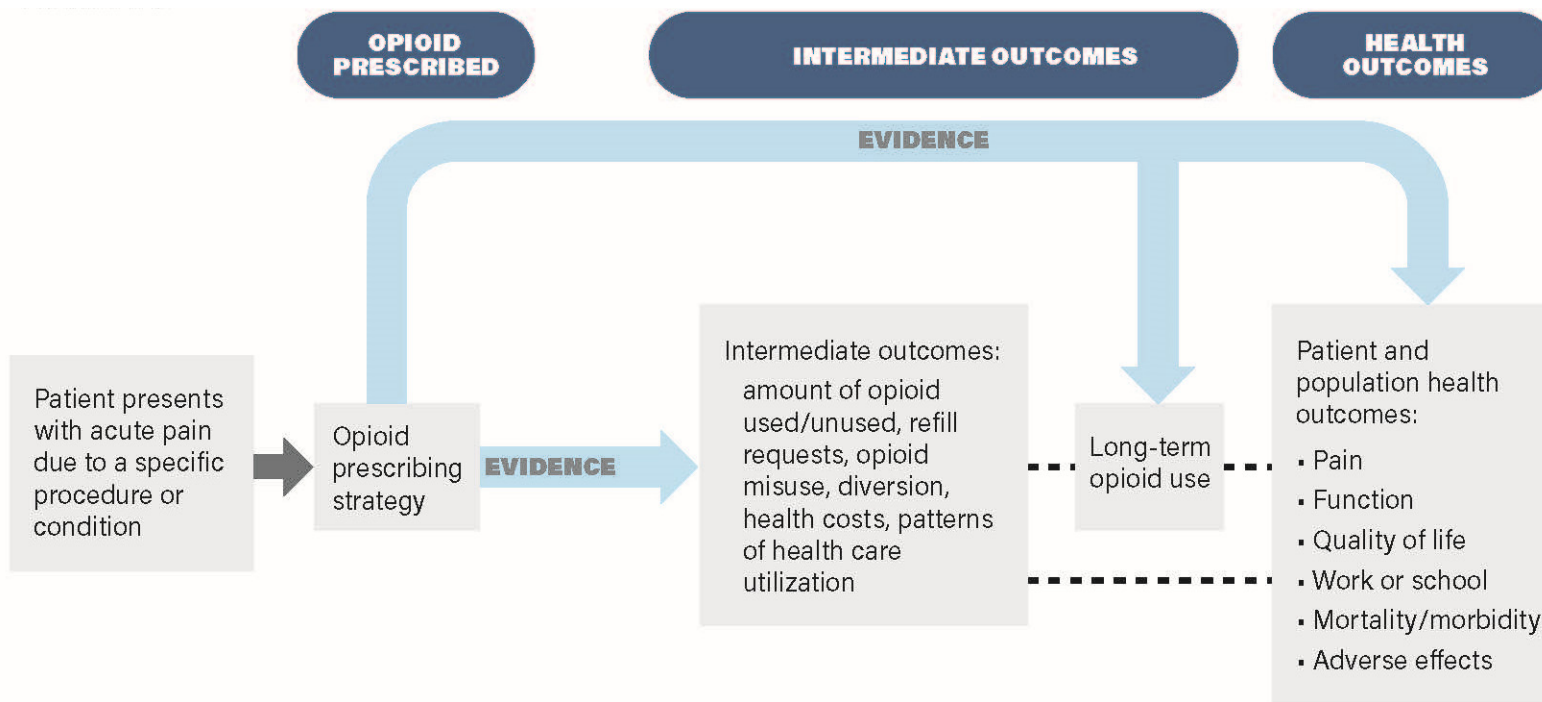 OPIOID
PRESCRIBED
INTERMEDIATE OUTCOMES
HEALTH
OUTCOMES
EVIDENCE
Patient presents
with acute pain
due to a specific
procedure or
condition
Opioid
prescribing
strategy
EVIDENCE
Intermediate outcomes:
amount of opioid
used/unused, refill
requests, opioid
misuse, diversion,
health costs, patterns
of health care
utilization
Long-term
opioid use
Patient and
population health
outcomes:
▪ Pain
▪ Function
▪ Quality of life
▪ Work or school
▪ Mortality/morbidity
▪ Adverse effects